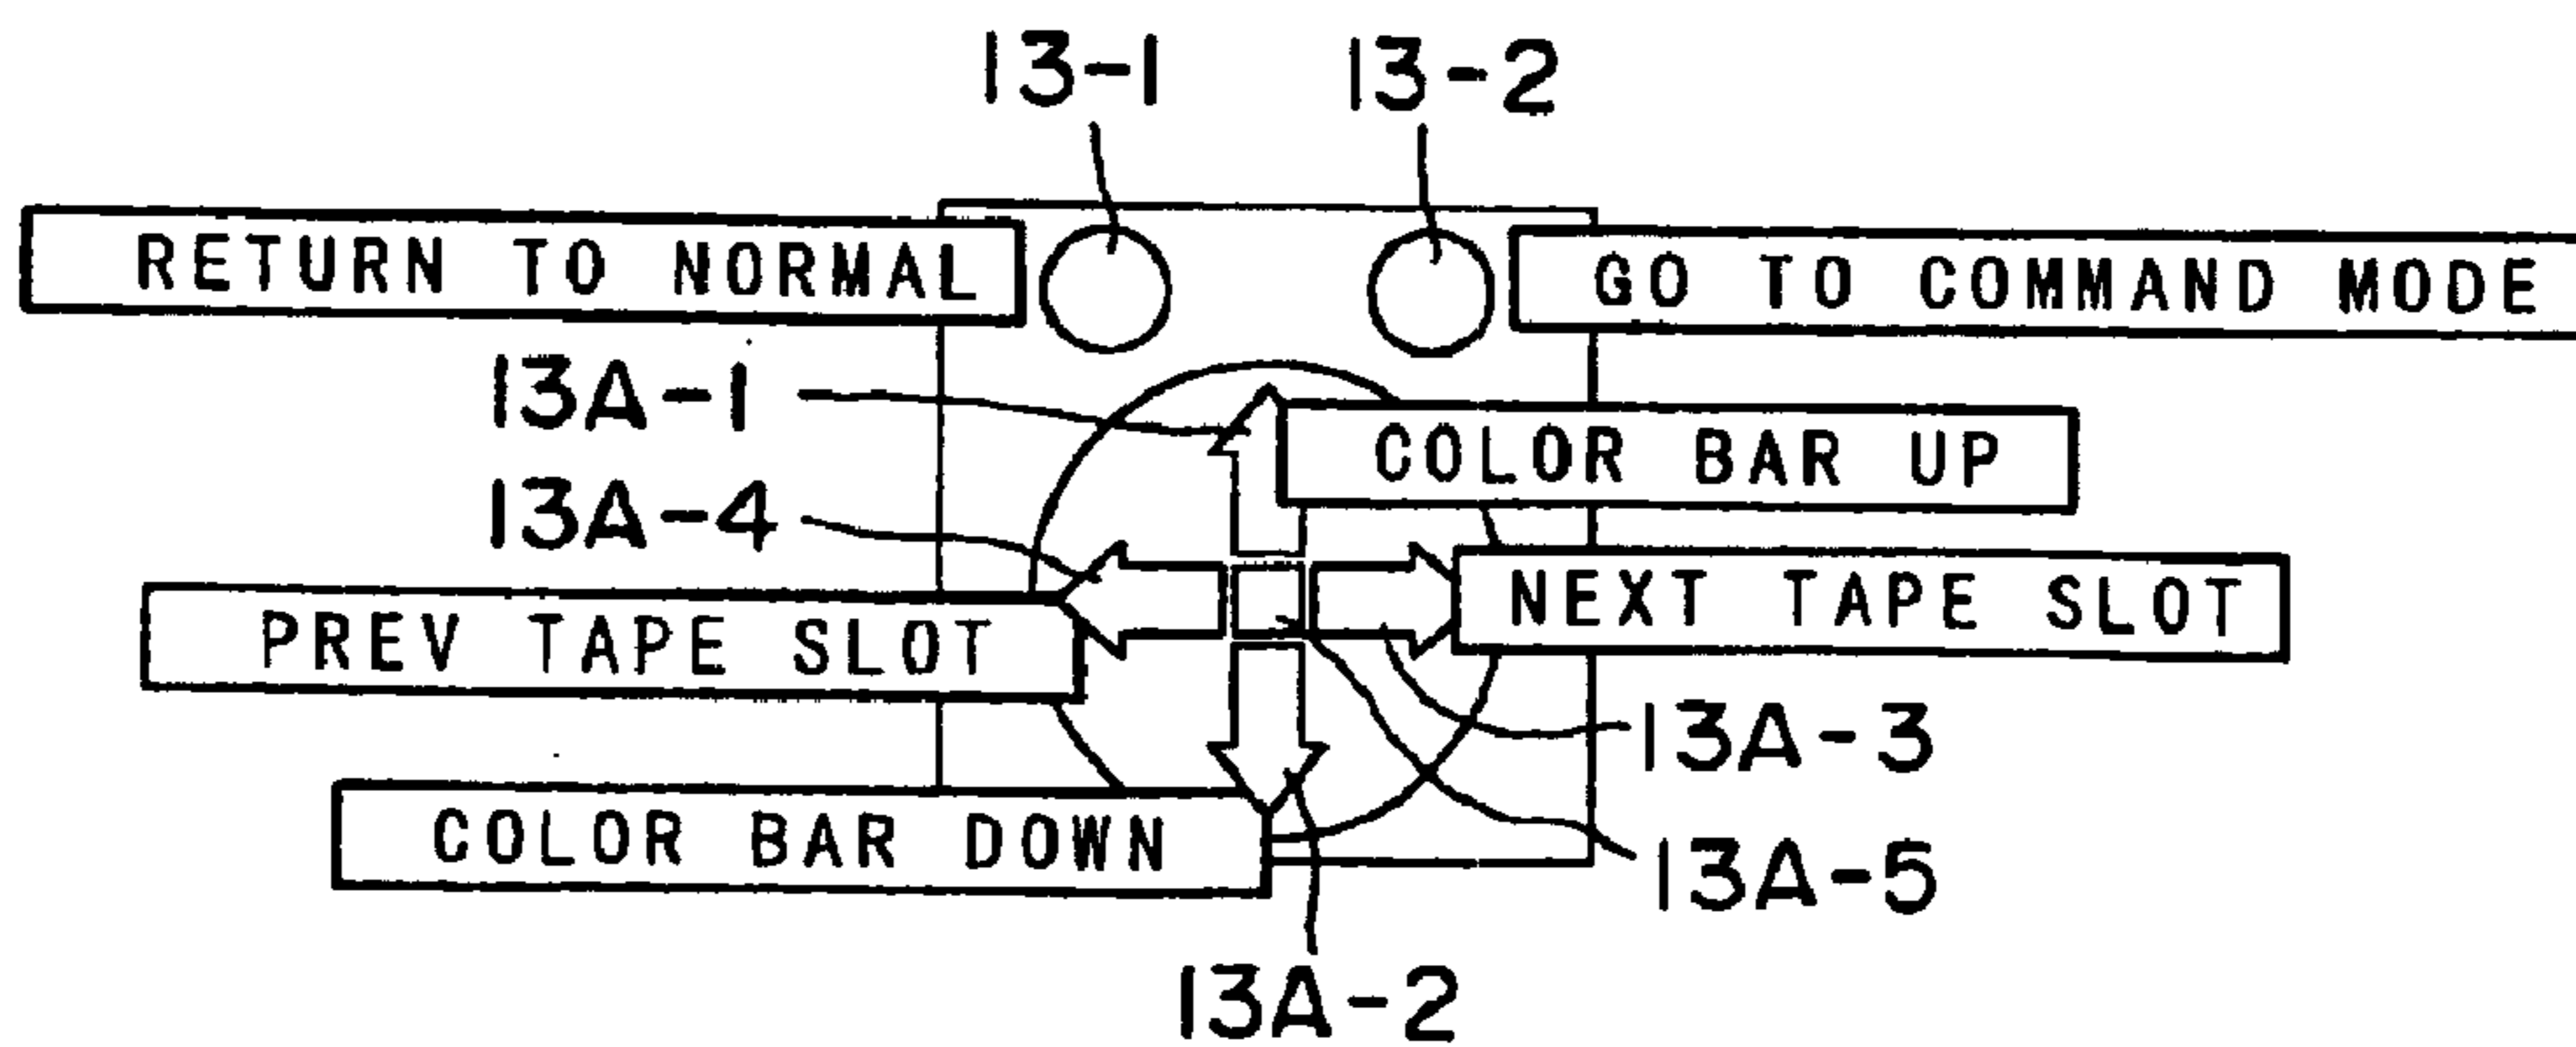 13-1 13-2
RETURN TO NORMAL GO TO COMMAND MODE
13A-1
COLOR BAR UP
13A-4
NEXT TAPE SLOT
PREV TAPE SLOT
13A-3
COLOR BAR DOWN
13A-5
13A-2